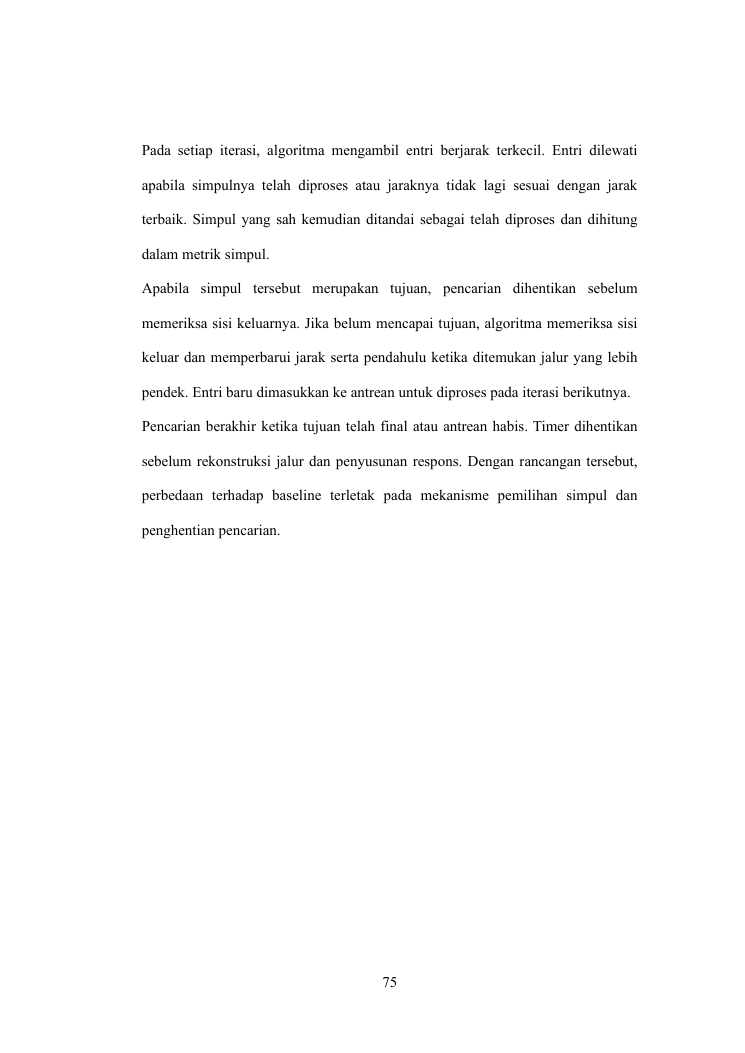 Pada setiap iterasi, algoritma mengambil entri berjarak terkecil. Entri dilewati
apabila simpulnya telah diproses atau jaraknya tidak lagi sesuai dengan jarak
terbaik. Simpul yang sah kemudian ditandai sebagai telah diproses dan dihitung
dalam metrik simpul.
Apabila simpul tersebut merupakan tujuan, pencarian dihentikan sebelum
memeriksa sisi keluarnya. Jika belum mencapai tujuan, algoritma memeriksa sisi
keluar dan memperbarui jarak serta pendahulu ketika ditemukan jalur yang lebih
pendek. Entri baru dimasukkan ke antrean untuk diproses pada iterasi berikutnya.
Pencarian berakhir ketika tujuan telah final atau antrean habis. Timer dihentikan
sebelum rekonstruksi jalur dan penyusunan respons. Dengan rancangan tersebut,
perbedaan terhadap baseline terletak pada mekanisme pemilihan simpul dan
penghentian pencarian.
75